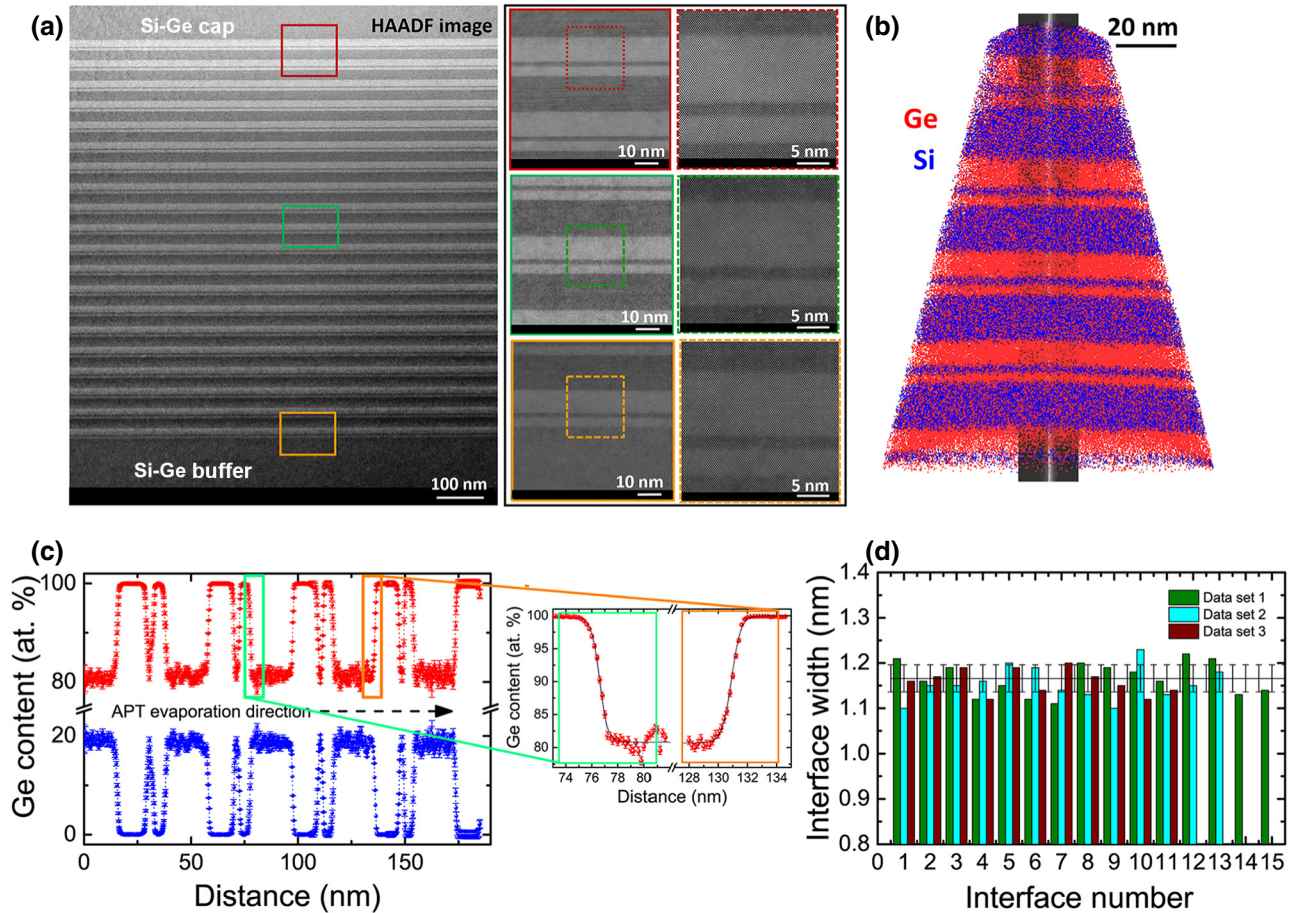 (a)
Si-Ge cap
HAADF image
Si-Ge buffer
100 nm
10 nm
5 nm
10 nm
5 nm
10 nm
5 nm
(b)
20 nm
Ge
Si
(c)
Ge content (at. %)
100
80
20
0
APT evaporation direction
0 50 100 150
Distance (nm)
Ge content (at. %)
100
95
90
85
80
74 76 78 80 128 130 132 134
Distance (nm)
(d)
Interface width (nm)
1.4
1.3
1.2
1.1
1.0
0.9
0.8
Data set 1
Data set 2
Data set 3
0 1 2 3 4 5 6 7 8 9 10 11 12 13 14 15
Interface number